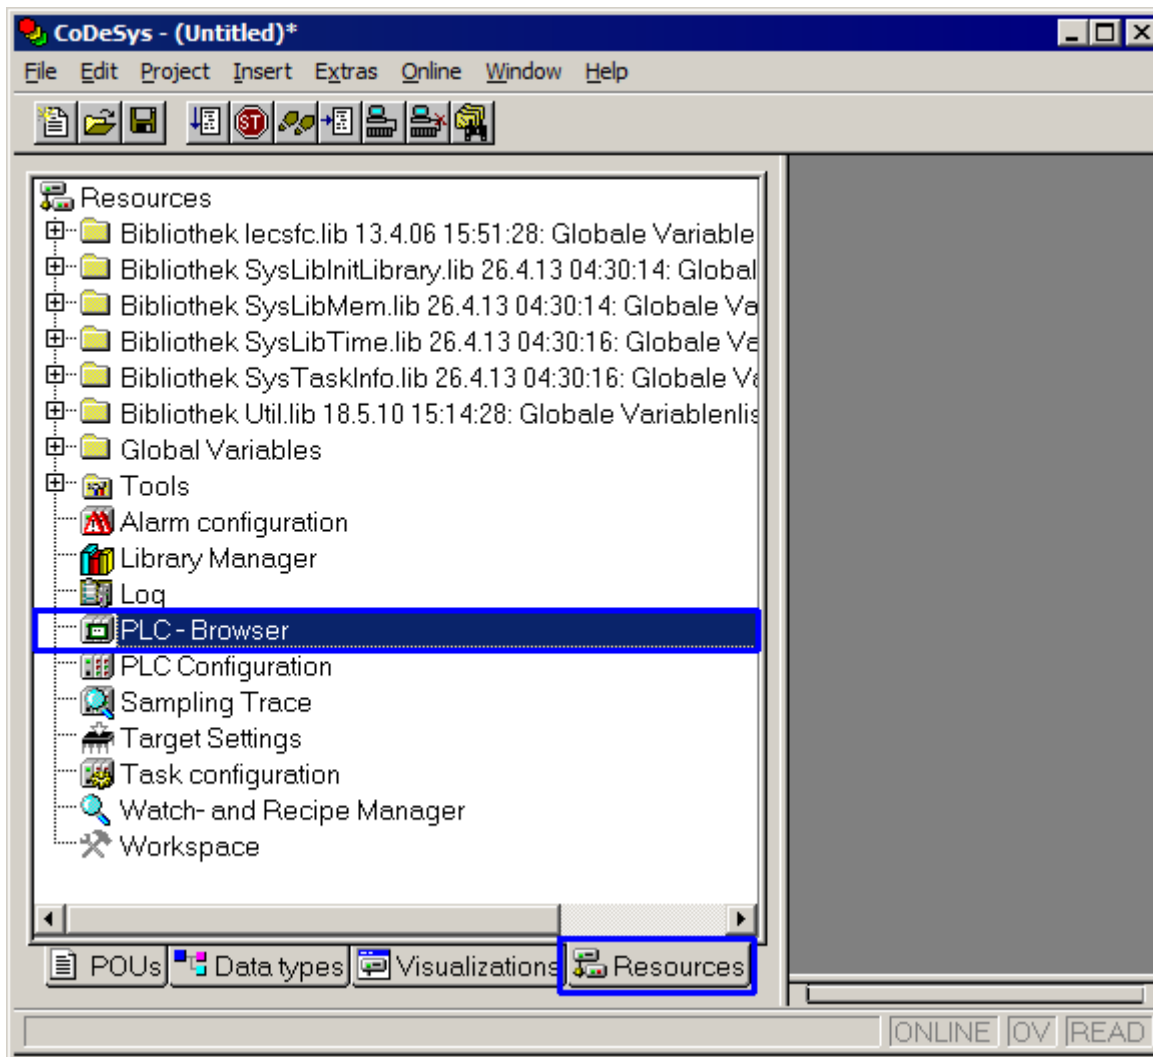 CoDeSys - (Untitled)*
File Edit Project Insert Extras Online Window Help
ST
Resources
Bibliothek Iecsfc.lib 13.4.06 15:51:28: Globale Variable
Bibliothek SysLibInitLibrary.lib 26.4.13 04:30:14: Global
Bibliothek SysLibMem.lib 26.4.13 04:30:14: Globale Va
Bibliothek SysLibTime.lib 26.4.13 04:30:16: Globale Va
Bibliothek SysTaskInfo.lib 26.4.13 04:30:16: Globale Va
Bibliothek Util.lib 18.5.10 15:14:28: Globale Variablenlis
Global Variables
Tools
Alarm configuration
Library Manager
Log
PLC - Browser
PLC Configuration
Sampling Trace
Target Settings
Task configuration
Watch- and Recipe Manager
Workspace
POUs Data types Visualizations Resources
ONLINE OV READ